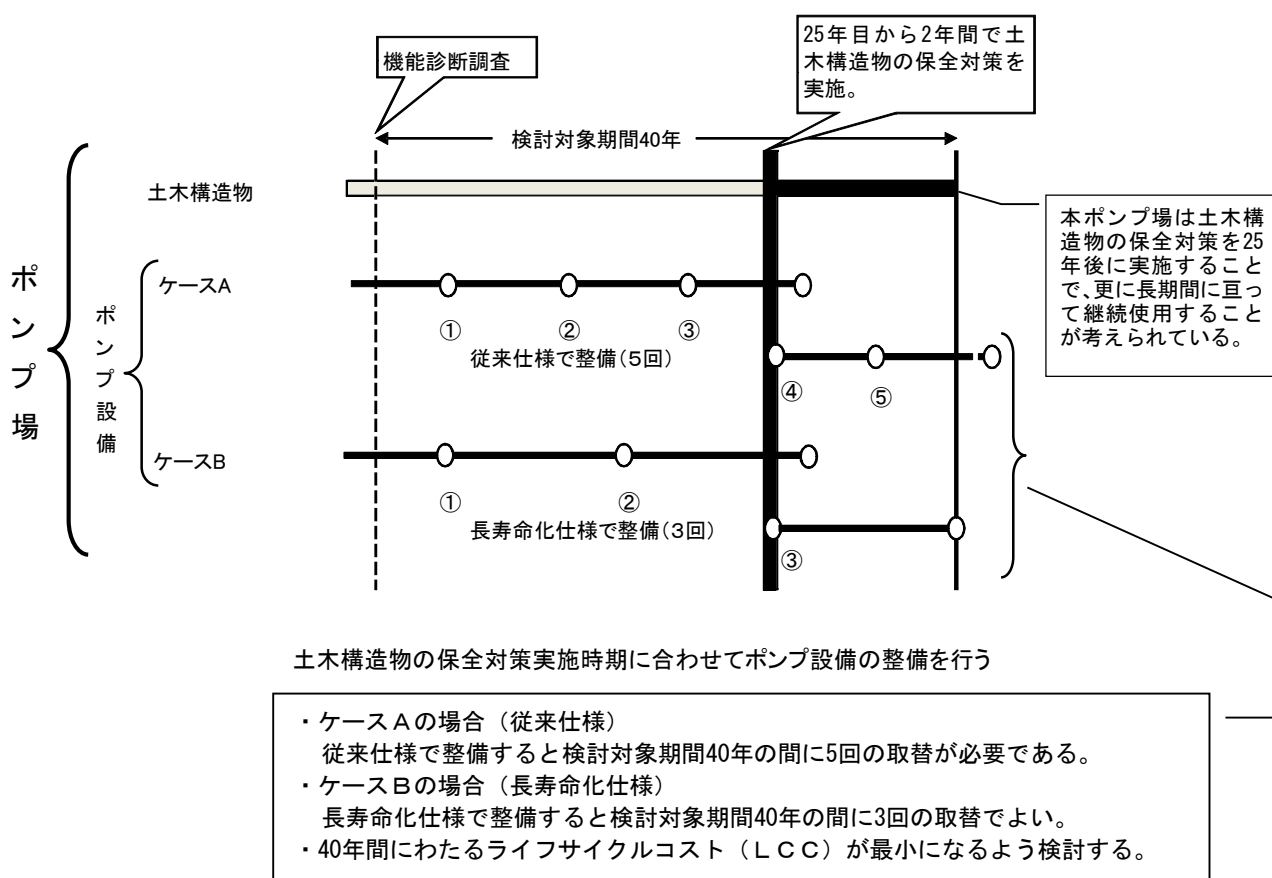 機能診断調査
25年目から2年間で土
木構造物の保全対策を
実施。
検討対象期間40年
土木構造物
本ポンプ場は土木構
造物の保全対策を25
年後に実施すること
で、更に長期間に亘っ
て継続使用すること
が考えられている。
ポンプ場
ポンプ設備
ケースA
①
②
③
従来仕様で整備(5回)
④
⑤
ケースB
①
②
長寿命化仕様で整備(3回)
③
土木構造物の保全対策実施時期に合わせてポンプ設備の整備を行う
・ケースAの場合(従来仕様)
従来仕様で整備すると検討対象期間40年の間に5回の取替が必要である。
・ケースBの場合(長寿命化仕様)
長寿命化仕様で整備すると検討対象期間40年の間に3回の取替でよい。
・40年間にわたるライフサイクルコスト(LCC)が最小になるよう検討する。